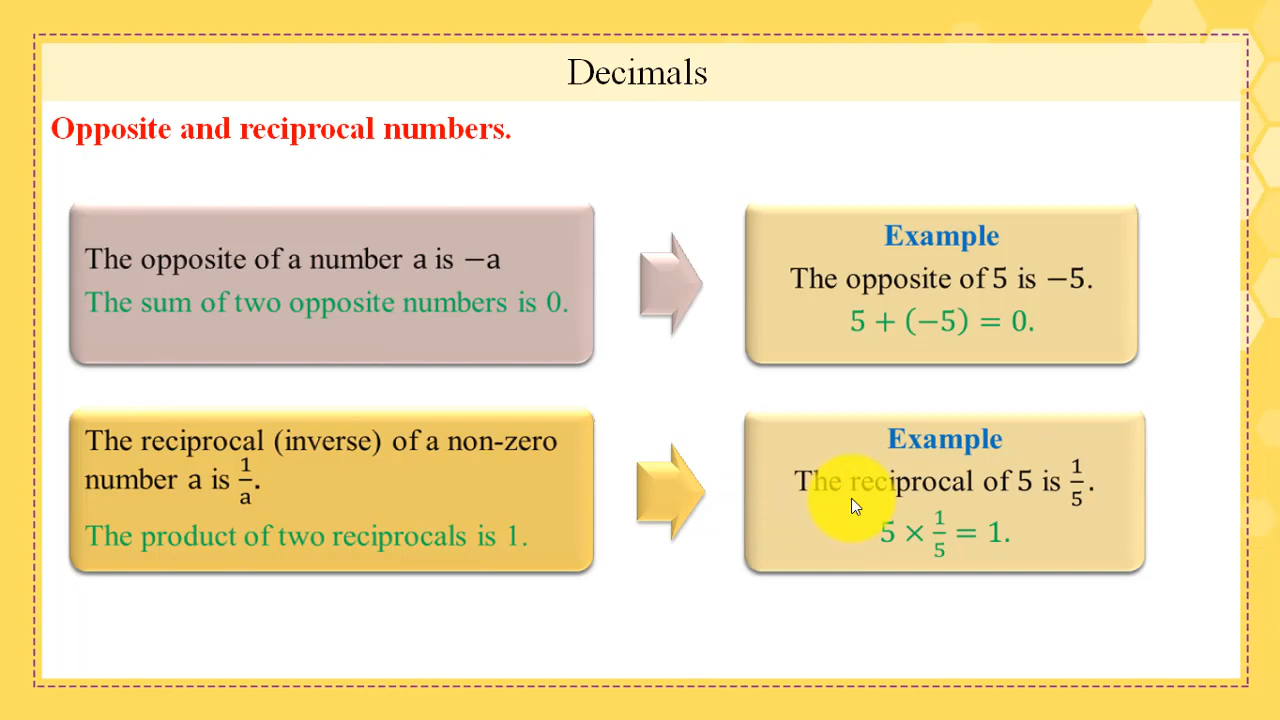 Decimals
Opposite and reciprocal numbers.
The opposite of a number a is −a
The sum of two opposite numbers is 0.
Example
The opposite of 5 is −5.
5 + (−5) = 0.
The reciprocal (inverse) of a non-zero
number a is 1/a.
The product of two reciprocals is 1.
Example
The reciprocal of 5 is 1/5.
5 × 1/5 = 1.